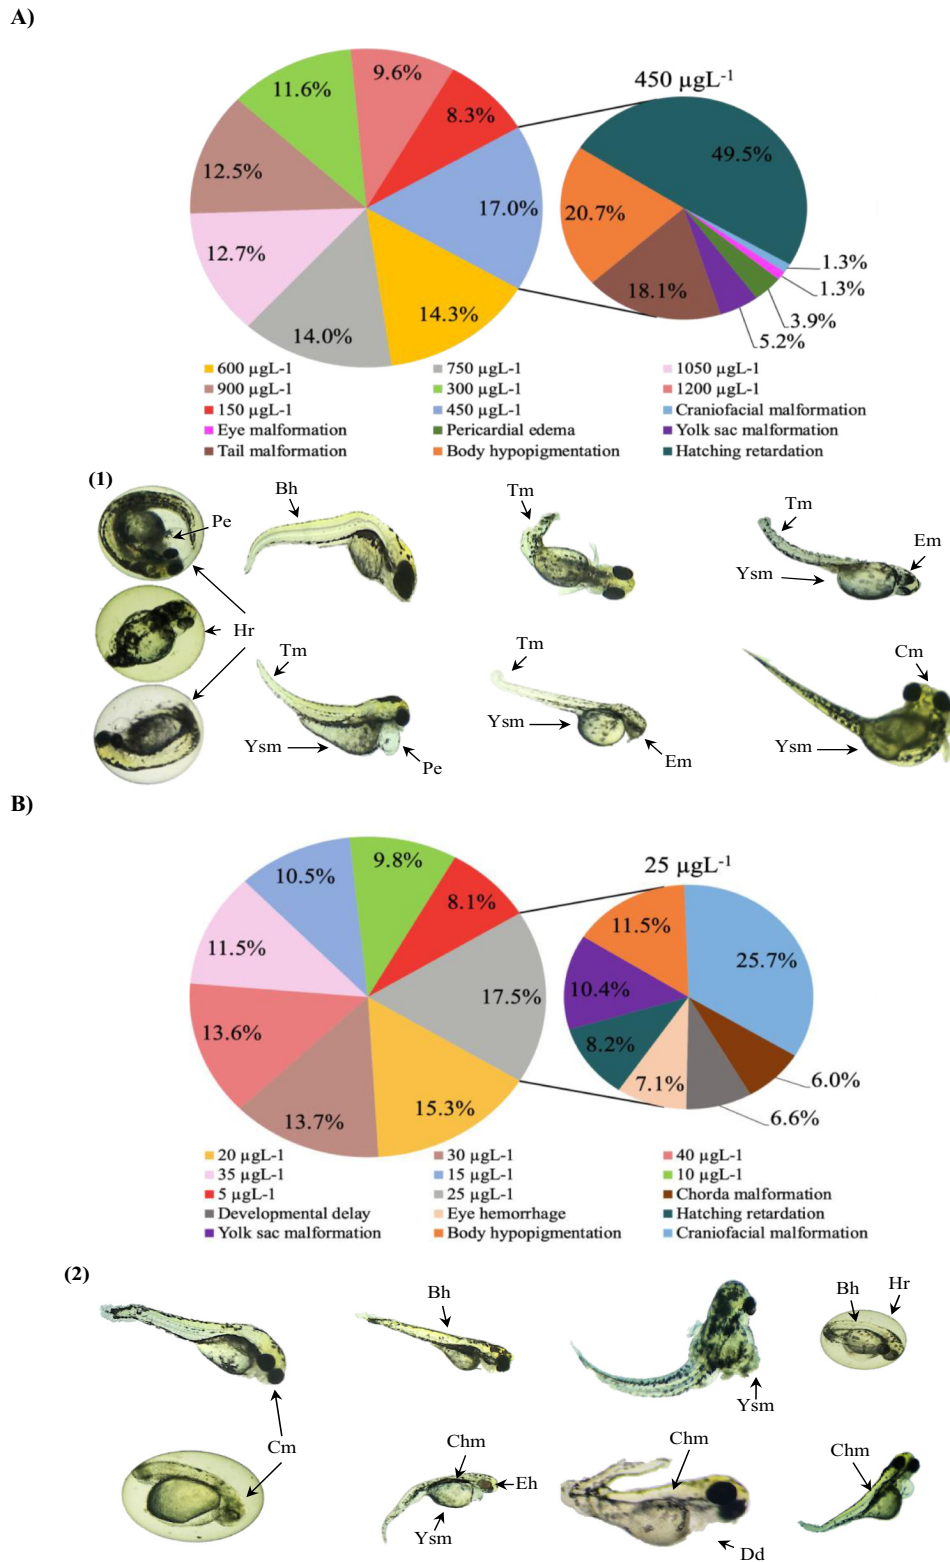 A)
450 µgL-1
9.6%
11.6%
8.3%
49.5%
12.5%
17.0%
20.7%
12.7%
1.3%
18.1%
1.3%
14.3%
3.9%
14.0%
5.2%
600 µgL-1 750 µgL-1 1050 µgL-1
900 µgL-1 300 µgL-1 1200 µgL-1
150 µgL-1 450 µgL-1 Craniofacial malformation
Eye malformation Pericardial edema Yolk sac malformation
Tail malformation Body hypopigmentation Hatching retardation
(1)
Bh Tm Tm
Pe Em
Ysm
Hr
Tm Tm Cm
Ysm Ysm Ysm
Pe Em
B)
25 µgL-1
9.8%
10.5%
8.1%
11.5%
11.5%
25.7%
17.5%
10.4%
13.6%
8.2%
7.1%
6.0%
15.3%
6.6%
13.7%
20 µgL-1 30 µgL-1 40 µgL-1
35 µgL-1 15 µgL-1 10 µgL-1
5 µgL-1 25 µgL-1 Chorda malformation
Developmental delay Eye hemorrhage Hatching retardation
Yolk sac malformation Body hypopigmentation Craniofacial malformation
(2)
Bh Bh Hr
Ysm
Cm Chm Chm Chm
Eh
Ysm
Dd